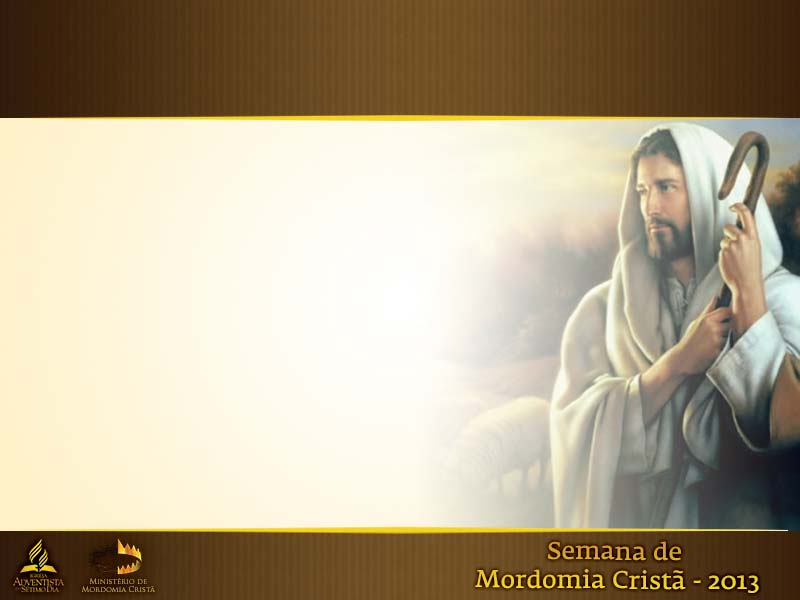 IGREJA
ADVENTISTA
DO SÉTIMO DIA
MINISTÉRIO DE
MORDOMIA CRISTÃ
Semana de
Mordomia Cristã - 2013